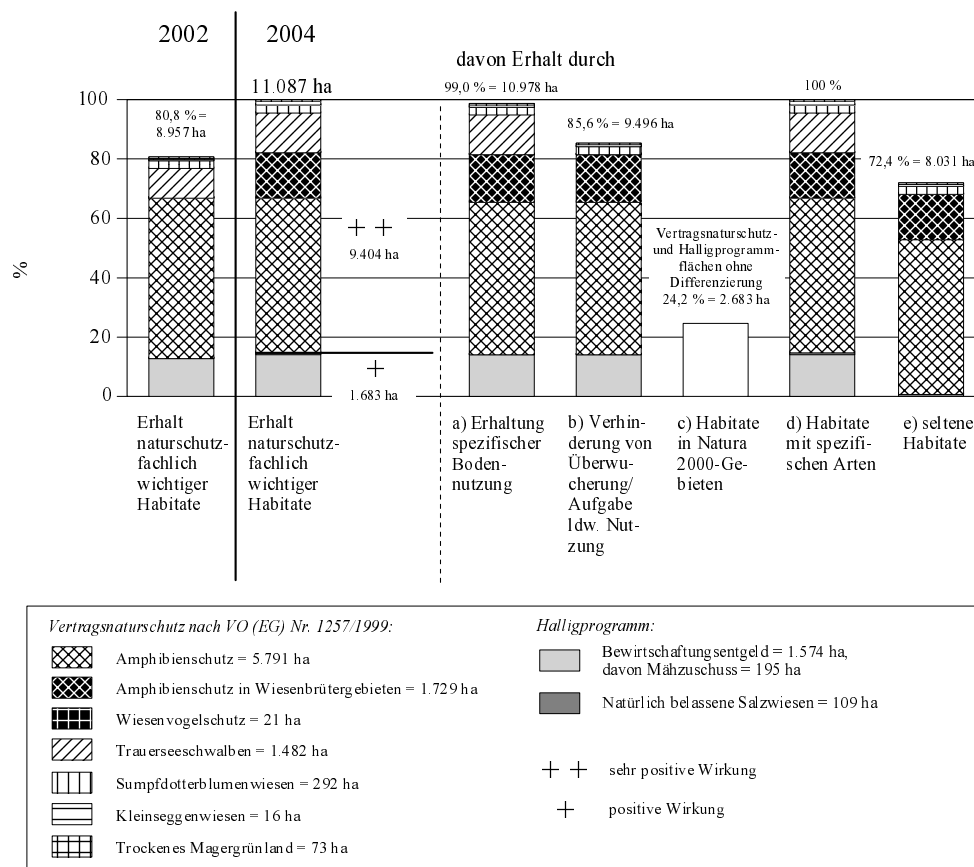 2002
2004
davon Erhalt durch
11.087 ha
99,0 % = 10.978 ha
100 %
80,8 % =
8.957 ha
85,6 % = 9.496 ha
72,4 % = 8.031 ha
100
80
60
40
20
0
%
+ +
9.404 ha
+
1.683 ha
Vertragsnaturschutz-
und Halligprogramm-
flächen ohne
Differenzierung
24,2 % = 2.683 ha
Erhalt
naturschutz-
fachlich
wichtiger
Habitate
Erhalt
naturschutz-
fachlich
wichtiger
Habitate
a) Erhaltung
spezifischer
Boden-
nutzung
b) Verhin-
derung von
Überwu-
cherung/
Aufgabe
ldw. Nut-
zung
c) Habitate
in Natura
2000-Ge-
bieten
d) Habitate
mit spezifi-
schen Arten
e) seltene
Habitate
Vertragsnaturschutz nach VO (EG) Nr. 1257/1999:
Amphibienschutz = 5.791 ha
Amphibienschutz in Wiesenbrütergebieten = 1.729 ha
Wiesenvogelschutz = 21 ha
Trauerseeschwalben = 1.482 ha
Sumpfdotterblumenwiesen = 292 ha
Kleinseggenwiesen = 16 ha
Trockenes Magergrünland = 73 ha
Halligprogramm:
Bewirtschaftungsentgeld = 1.574 ha,
davon Mähzuschuss = 195 ha
Natürlich belassene Salzwiesen = 109 ha
+ + sehr positive Wirkung
+ positive Wirkung